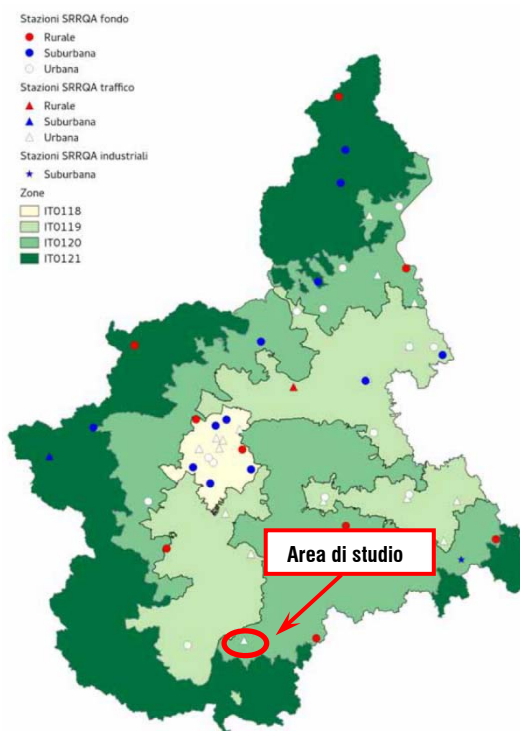 Stazioni SRRQA fondo
Rurale
Suburbana
Urbana
Stazioni SRRQA traffico
Rurale
Suburbana
Urbana
Stazioni SRRQA industriali
Suburbana
Zone
IT0118
IT0119
IT0120
IT0121
Area di studio